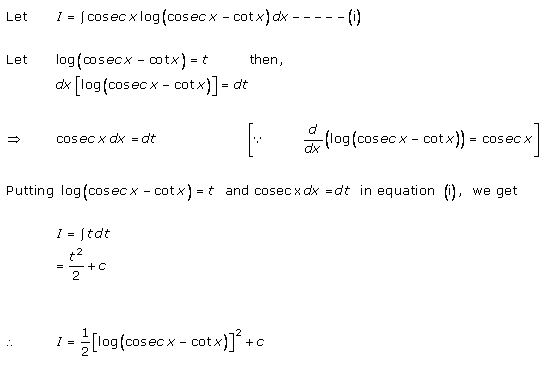 Let I = ∫cosec x log(cosec x − cot x) dx − − − − − (i)
Let log(cosec x − cot x) = t then,
dx [log(cosec x − cot x)] = dt
⇒ cosec x dx = dt [∵ d/dx (log(cosec x − cot x)) = cosec x]
Putting log(cosec x − cot x) = t and cosec x dx = dt in equation (i), we get
I = ∫t dt
= t²/2 + c
∴ I = 1/2 [log(cosec x − cot x)]² + c